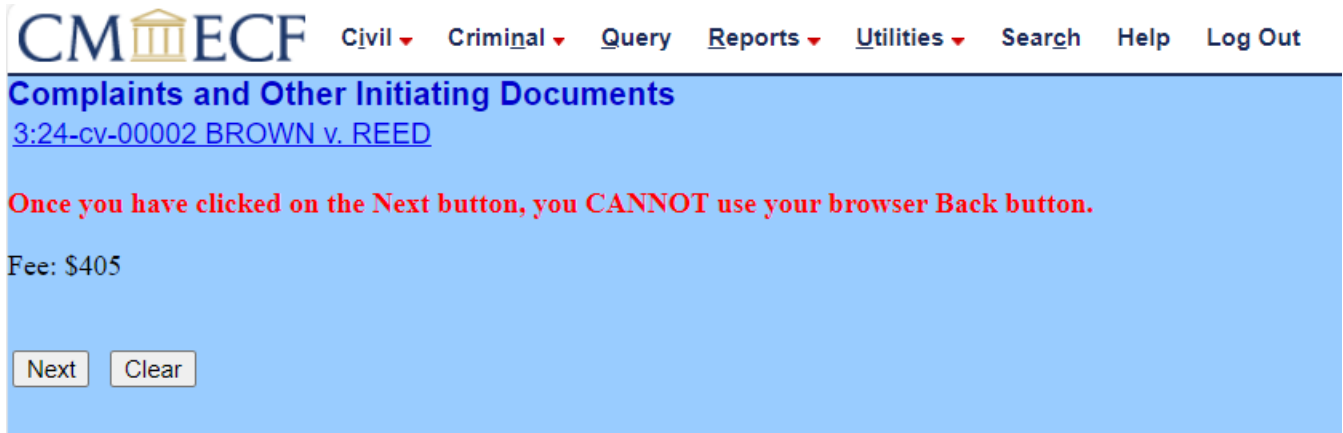 CM ECF Civil Criminal Query Reports Utilities Search Help Log Out
Complaints and Other Initiating Documents
3:24-cv-00002 BROWN v. REED
Once you have clicked on the Next button, you CANNOT use your browser Back button.
Fee: $405
Next Clear